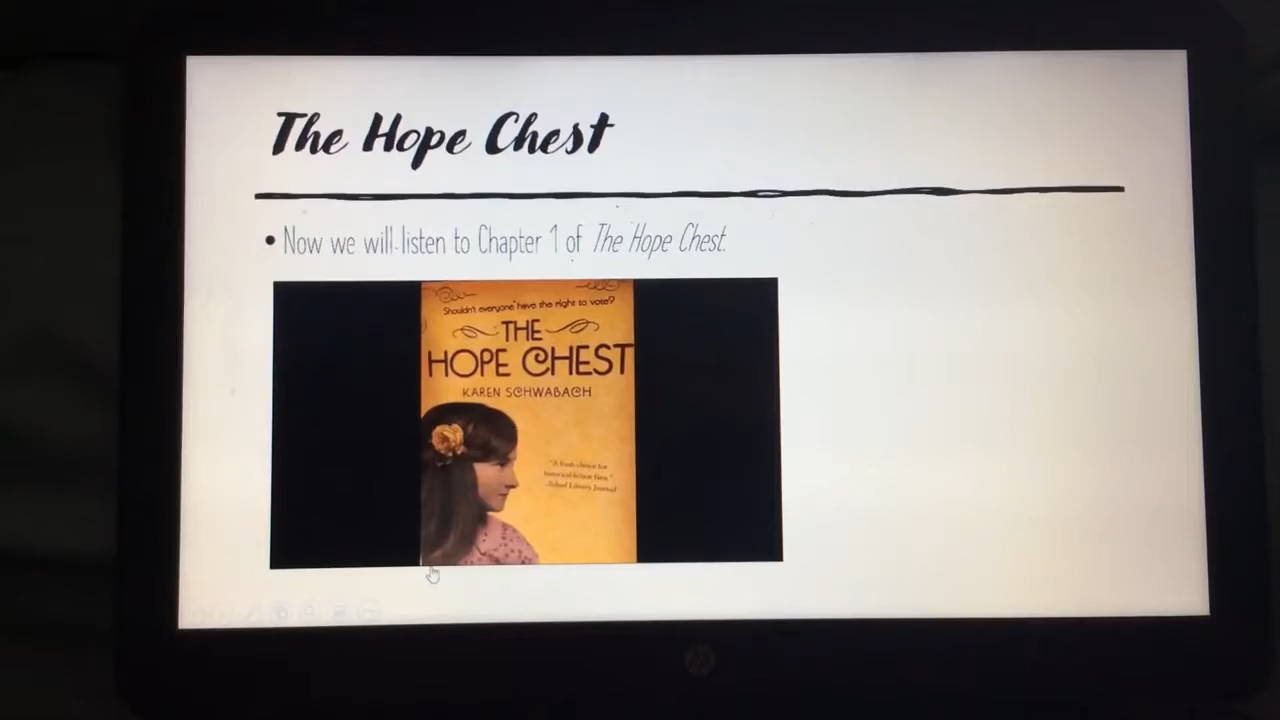 The Hope Chest
• Now we will listen to Chapter 1 of The Hope Chest.
Shouldn't everyone have the right to vote?
THE
HOPE CHEST
KAREN SCHWABACH
"A fresh choice for
historical fiction fans."
-School Library Journal
hp